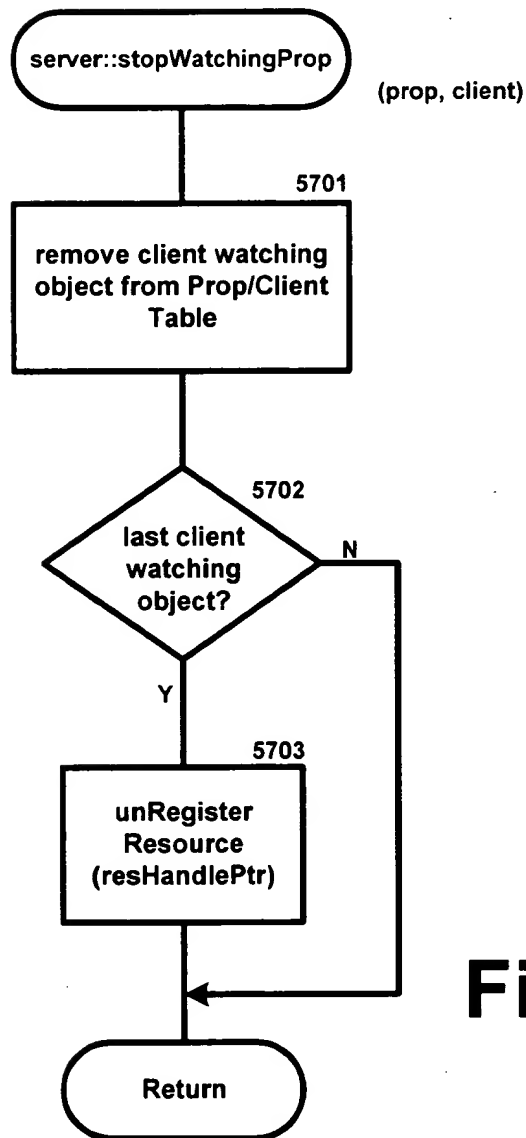 server::stopWatchingProp
(prop, client)
5701
remove client watching
object from Prop/Client
Table
5702
last client
watching
object?
N
Y
5703
unRegister
Resource
(resHandlePtr)
Return